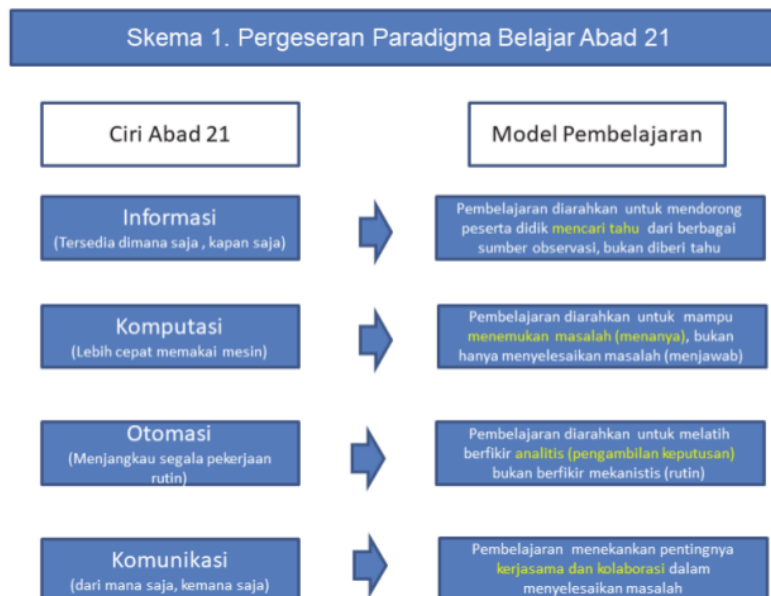 Skema 1. Pergeseran Paradigma Belajar Abad 21
Ciri Abad 21
Model Pembelajaran
Informasi
(Tersedia dimana saja , kapan saja)
Pembelajaran diarahkan untuk mendorong
peserta didik mencari tahu dari berbagai
sumber observasi, bukan diberi tahu
Komputasi
(Lebih cepat memakai mesin)
Pembelajaran diarahkan untuk mampu
menemukan masalah (menanya), bukan
hanya menyelesaikan masalah (menjawab)
Otomasi
(Menjangkau segala pekerjaan
rutin)
Pembelajaran diarahkan untuk melatih
berfikir analitis (pengambilan keputusan)
bukan berfikir mekanistis (rutin)
Komunikasi
(dari mana saja, kemana saja)
Pembelajaran menekankan pentingnya
kerjasama dan kolaborasi dalam
menyelesaikan masalah